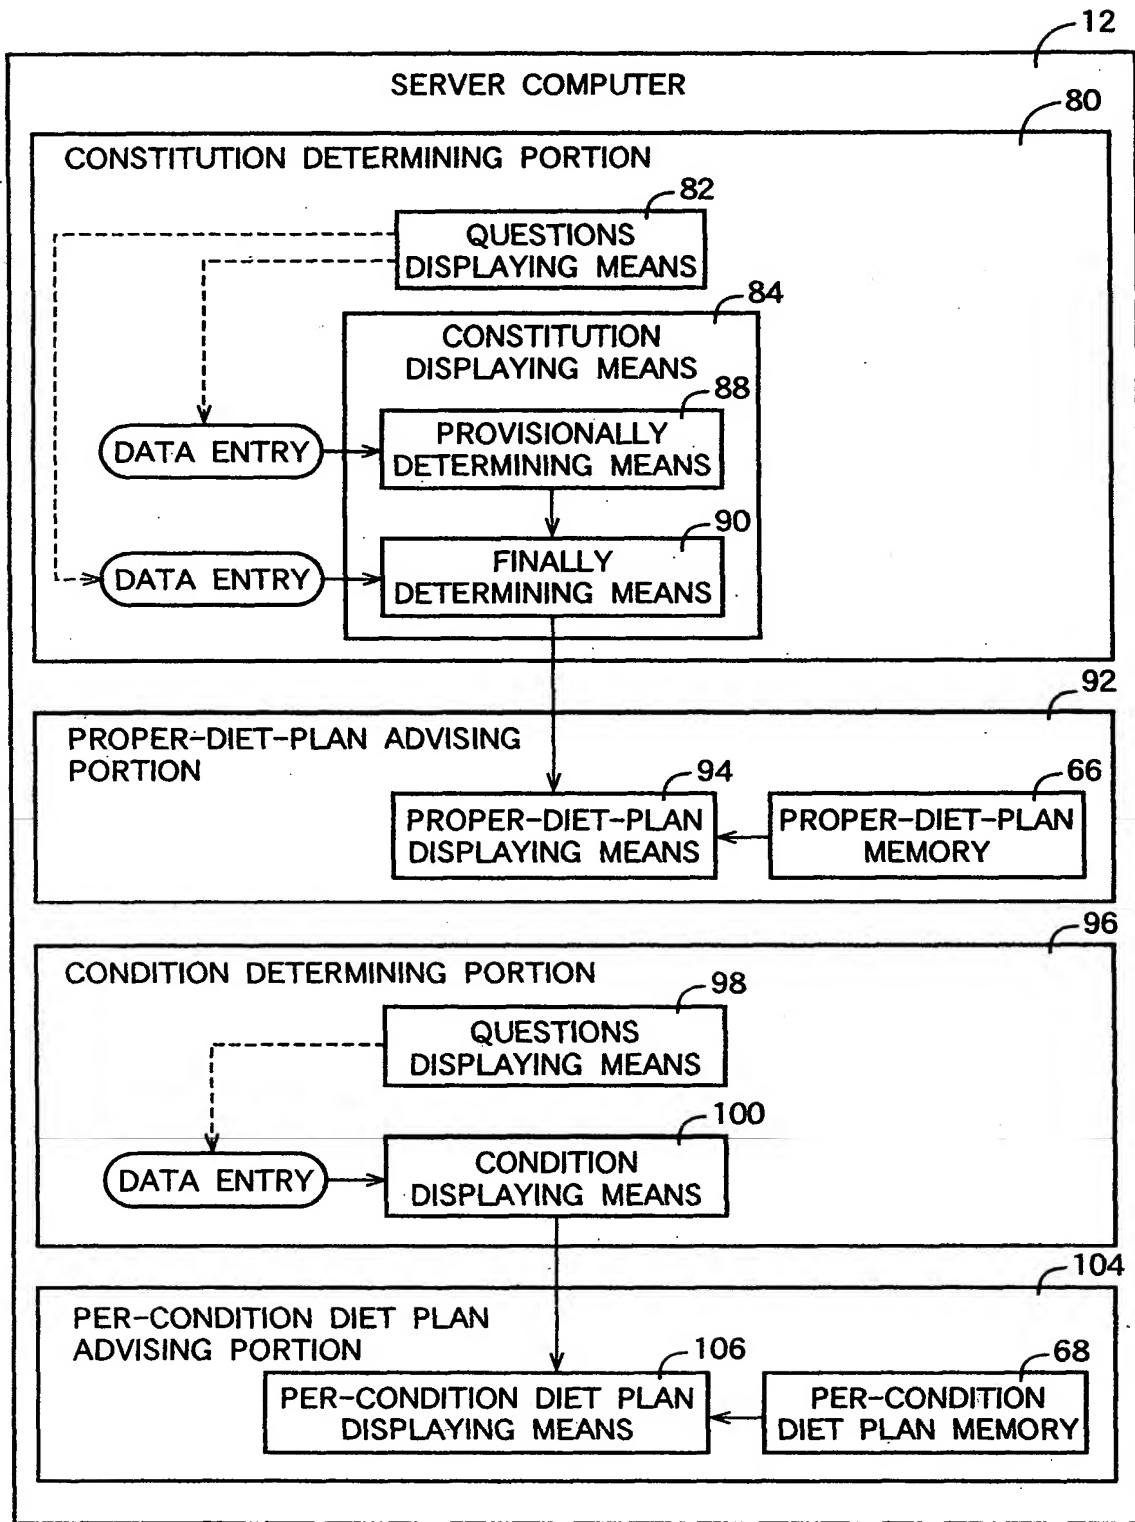 12
SERVER COMPUTER
80
CONSTITUTION DETERMINING PORTION
82
QUESTIONS
DISPLAYING MEANS
84
CONSTITUTION
DISPLAYING MEANS
88
PROVISIONALLY
DETERMINING MEANS
DATA ENTRY
90
FINALLY
DETERMINING MEANS
DATA ENTRY
92
PROPER-DIET-PLAN ADVISING
PORTION
94
PROPER-DIET-PLAN
DISPLAYING MEANS
66
PROPER-DIET-PLAN
MEMORY
96
CONDITION DETERMINING PORTION
98
QUESTIONS
DISPLAYING MEANS
100
CONDITION
DISPLAYING MEANS
DATA ENTRY
104
PER-CONDITION DIET PLAN
ADVISING PORTION
106
PER-CONDITION DIET PLAN
DISPLAYING MEANS
68
PER-CONDITION
DIET PLAN MEMORY